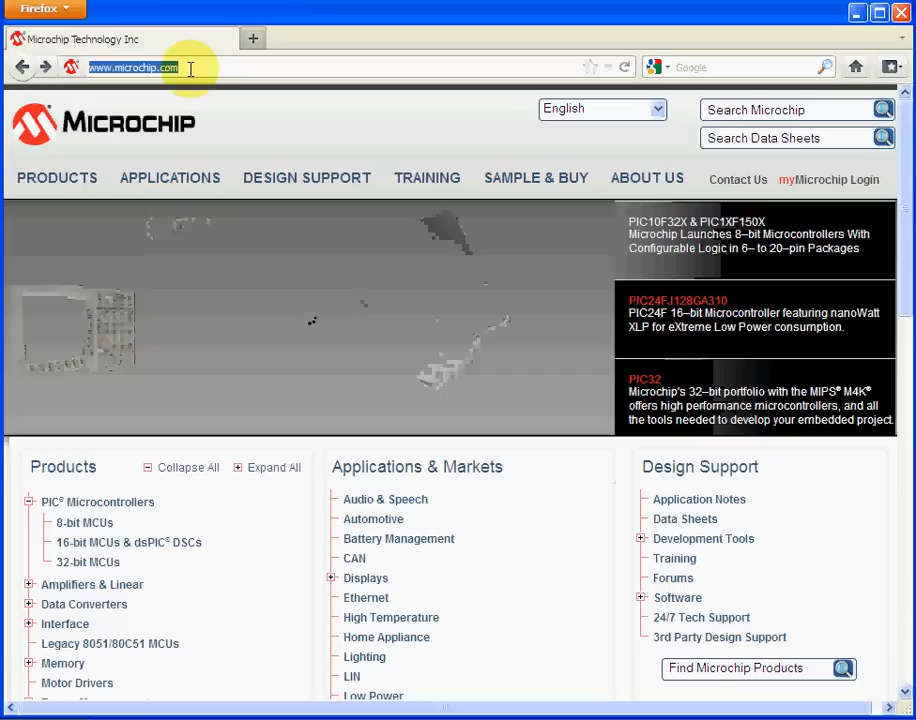 Firefox
Microchip Technology Inc
www.microchip.com
Google
MICROCHIP
English
Search Microchip
Search Data Sheets
PRODUCTS APPLICATIONS DESIGN SUPPORT TRAINING SAMPLE & BUY ABOUT US Contact Us myMicrochip Login
PIC10F32X & PIC1XF150X
Microchip Launches 8–bit Microcontrollers With
Configurable Logic in 6– to 20–pin Packages
PIC24FJ128GA310
PIC24F 16–bit Microcontroller featuring nanoWatt
XLP for eXtreme Low Power consumption.
PIC32
Microchip's 32–bit portfolio with the MIPS® M4K®
offers high performance microcontrollers, and all
the tools needed to develop your embedded project.
Products Collapse All Expand All
PIC® Microcontrollers
8-bit MCUs
16-bit MCUs & dsPIC® DSCs
32-bit MCUs
Amplifiers & Linear
Data Converters
Interface
Legacy 8051/80C51 MCUs
Memory
Motor Drivers
Applications & Markets
Audio & Speech
Automotive
Battery Management
CAN
Displays
Ethernet
High Temperature
Home Appliance
Lighting
LIN
Low Power
Design Support
Application Notes
Data Sheets
Development Tools
Training
Forums
Software
24/7 Tech Support
3rd Party Design Support
Find Microchip Products